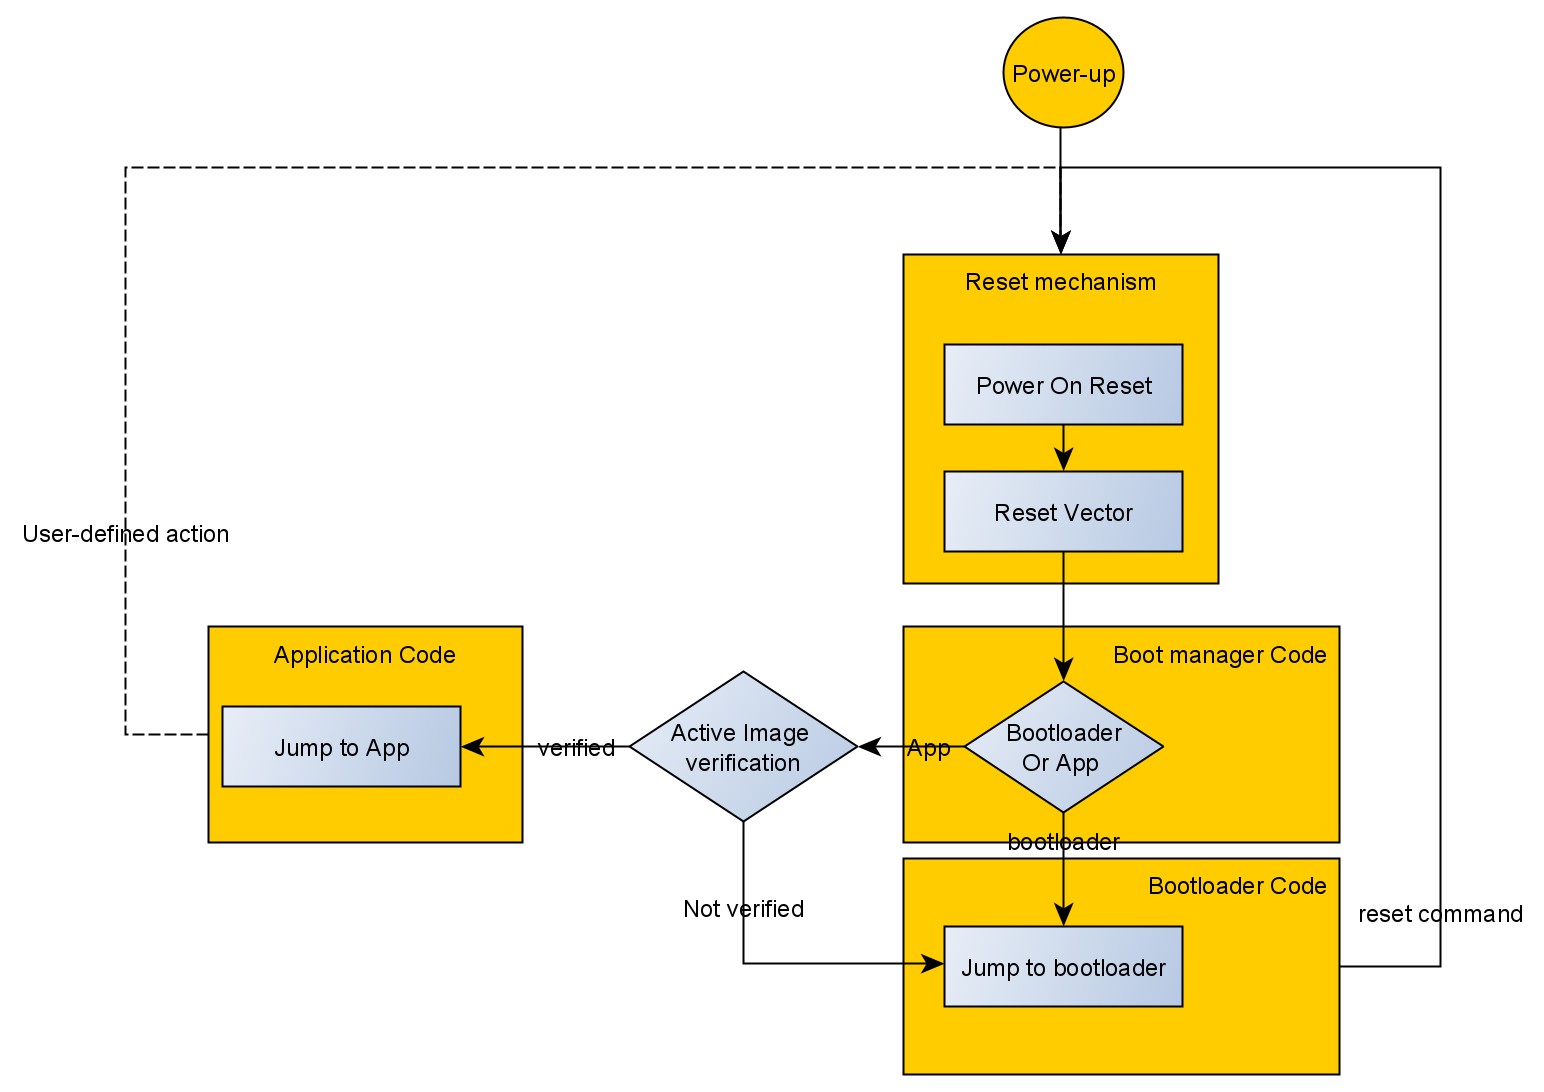 Power-up
Reset mechanism
Power On Reset
Reset Vector
User-defined action
Application Code
Boot manager Code
Jump to App
verified
Active Image
verification
App
Bootloader
Or App
bootloader
Bootloader Code
Not verified
reset command
Jump to bootloader